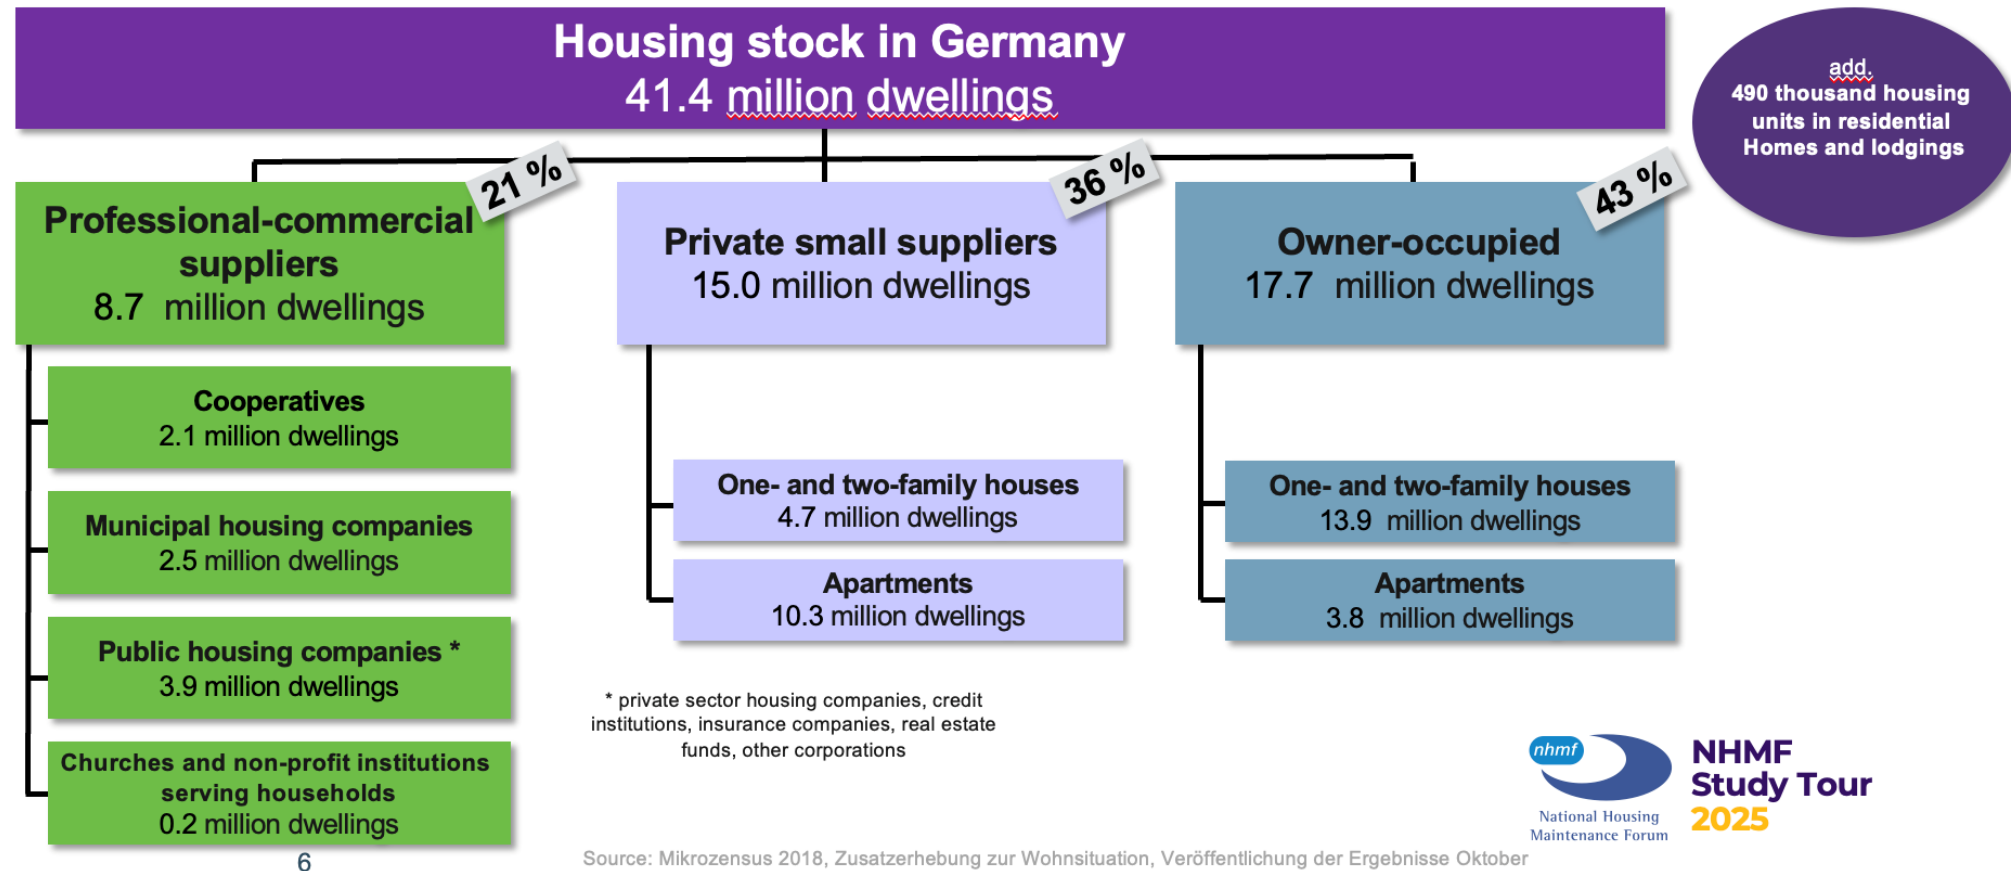 Housing stock in Germany
41.4 million dwellings
add.
490 thousand housing
units in residential
Homes and lodgings
21 %
Professional-commercial
suppliers
8.7 million dwellings
36 %
Private small suppliers
15.0 million dwellings
43 %
Owner-occupied
17.7 million dwellings
Cooperatives
2.1 million dwellings
Municipal housing companies
2.5 million dwellings
Public housing companies *
3.9 million dwellings
Churches and non-profit institutions
serving households
0.2 million dwellings
One- and two-family houses
4.7 million dwellings
Apartments
10.3 million dwellings
One- and two-family houses
13.9 million dwellings
Apartments
3.8 million dwellings
* private sector housing companies, credit
institutions, insurance companies, real estate
funds, other corporations
nhmf
National Housing
Maintenance Forum
NHMF
Study Tour
2025
6
Source: Mikrozensus 2018, Zusatzerhebung zur Wohnsituation, Veröffentlichung der Ergebnisse Oktober